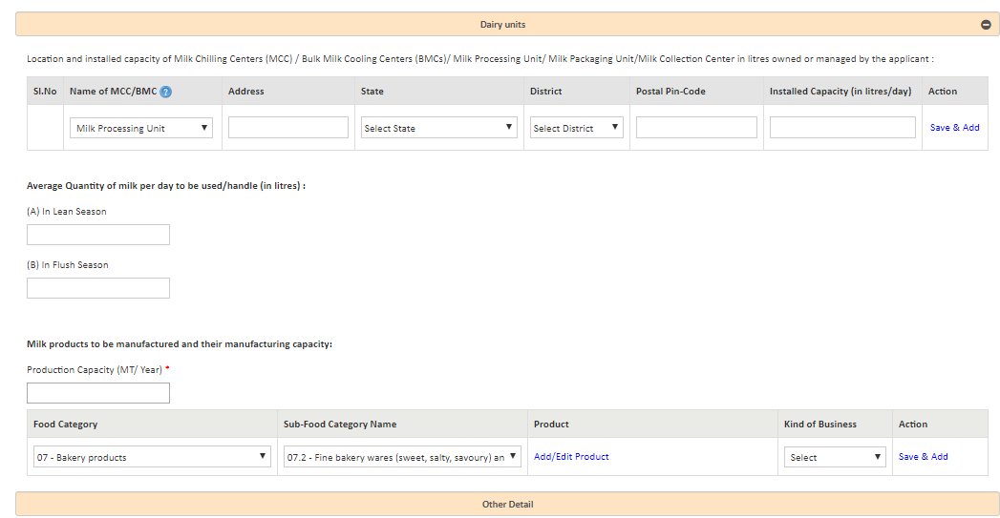 Dairy units
Location and installed capacity of Milk Chilling Centers (MCC) / Bulk Milk Cooling Centers (BMCs)/ Milk Processing Unit/ Milk Packaging Unit/Milk Collection Center in litres owned or managed by the applicant :
Sl.No Name of MCC/BMC ? Address State District Postal Pin-Code Installed Capacity (in litres/day) Action
Milk Processing Unit Select State Select District Save & Add
Average Quantity of milk per day to be used/handle (in litres) :
(A) In Lean Season
(B) In Flush Season
Milk products to be manufactured and their manufacturing capacity:
Production Capacity (MT/ Year) *
Food Category Sub-Food Category Name Product Kind of Business Action
07 - Bakery products 07.2 - Fine bakery wares (sweet, salty, savoury) an Add/Edit Product Select Save & Add
Other Detail